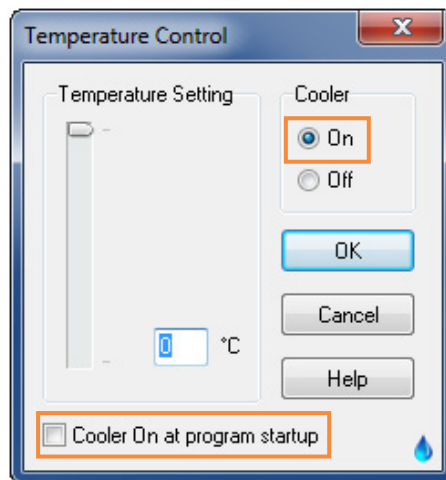 Temperature Control
Temperature Setting
Cooler
On
Off
OK
0 °C
Cancel
Help
Cooler On at program startup